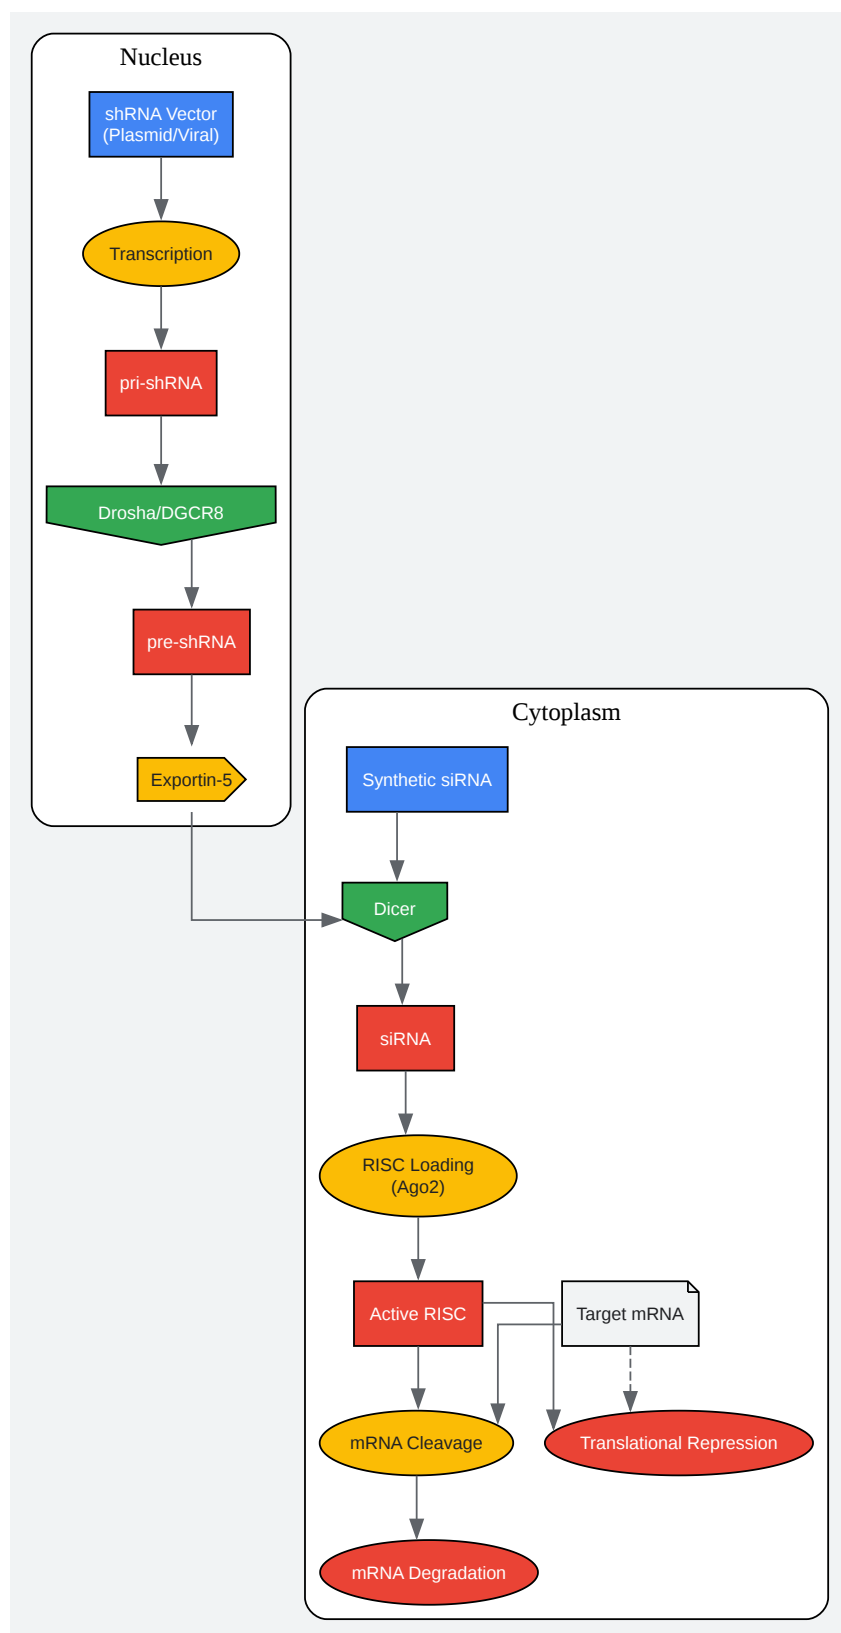 Nucleus
shRNA Vector
(Plasmid/Viral)
Transcription
pri-shRNA
Drosha/DGCR8
pre-shRNA
Exportin-5
Cytoplasm
Synthetic siRNA
Dicer
siRNA
RISC Loading
(Ago2)
Active RISC
Target mRNA
mRNA Cleavage
Translational Repression
mRNA Degradation